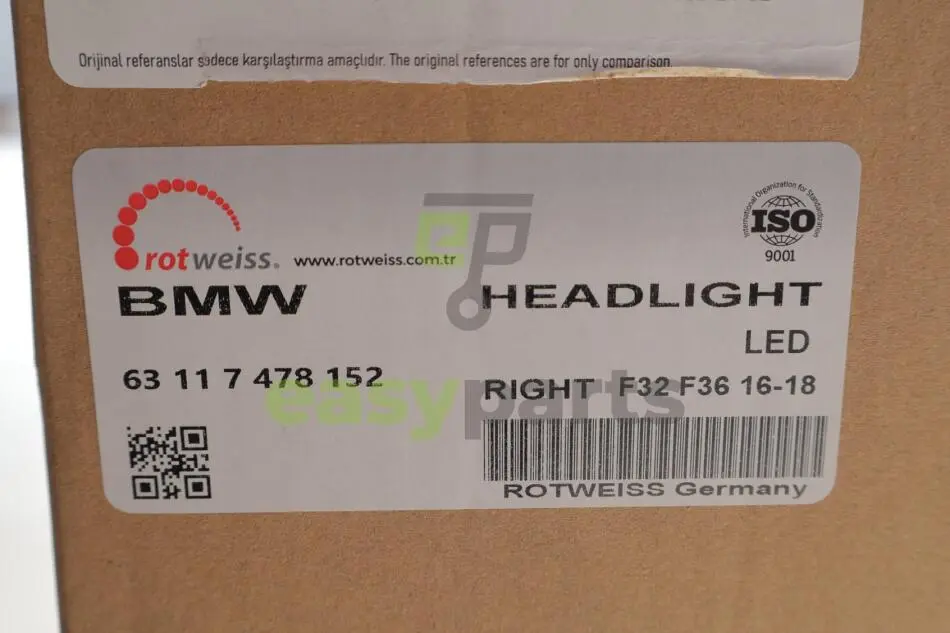 Orijinal referanslar sadece karşılaştırma amaçlıdır. The original references are for only comparison.
rotweiss. www.rotweiss.com.tr
International Organization for Standardization
ISO
9001
BMW
HEADLIGHT
LED
63 11 7 478 152
RIGHT F32 F36 16-18
easyparts
ROTWEISS Germany